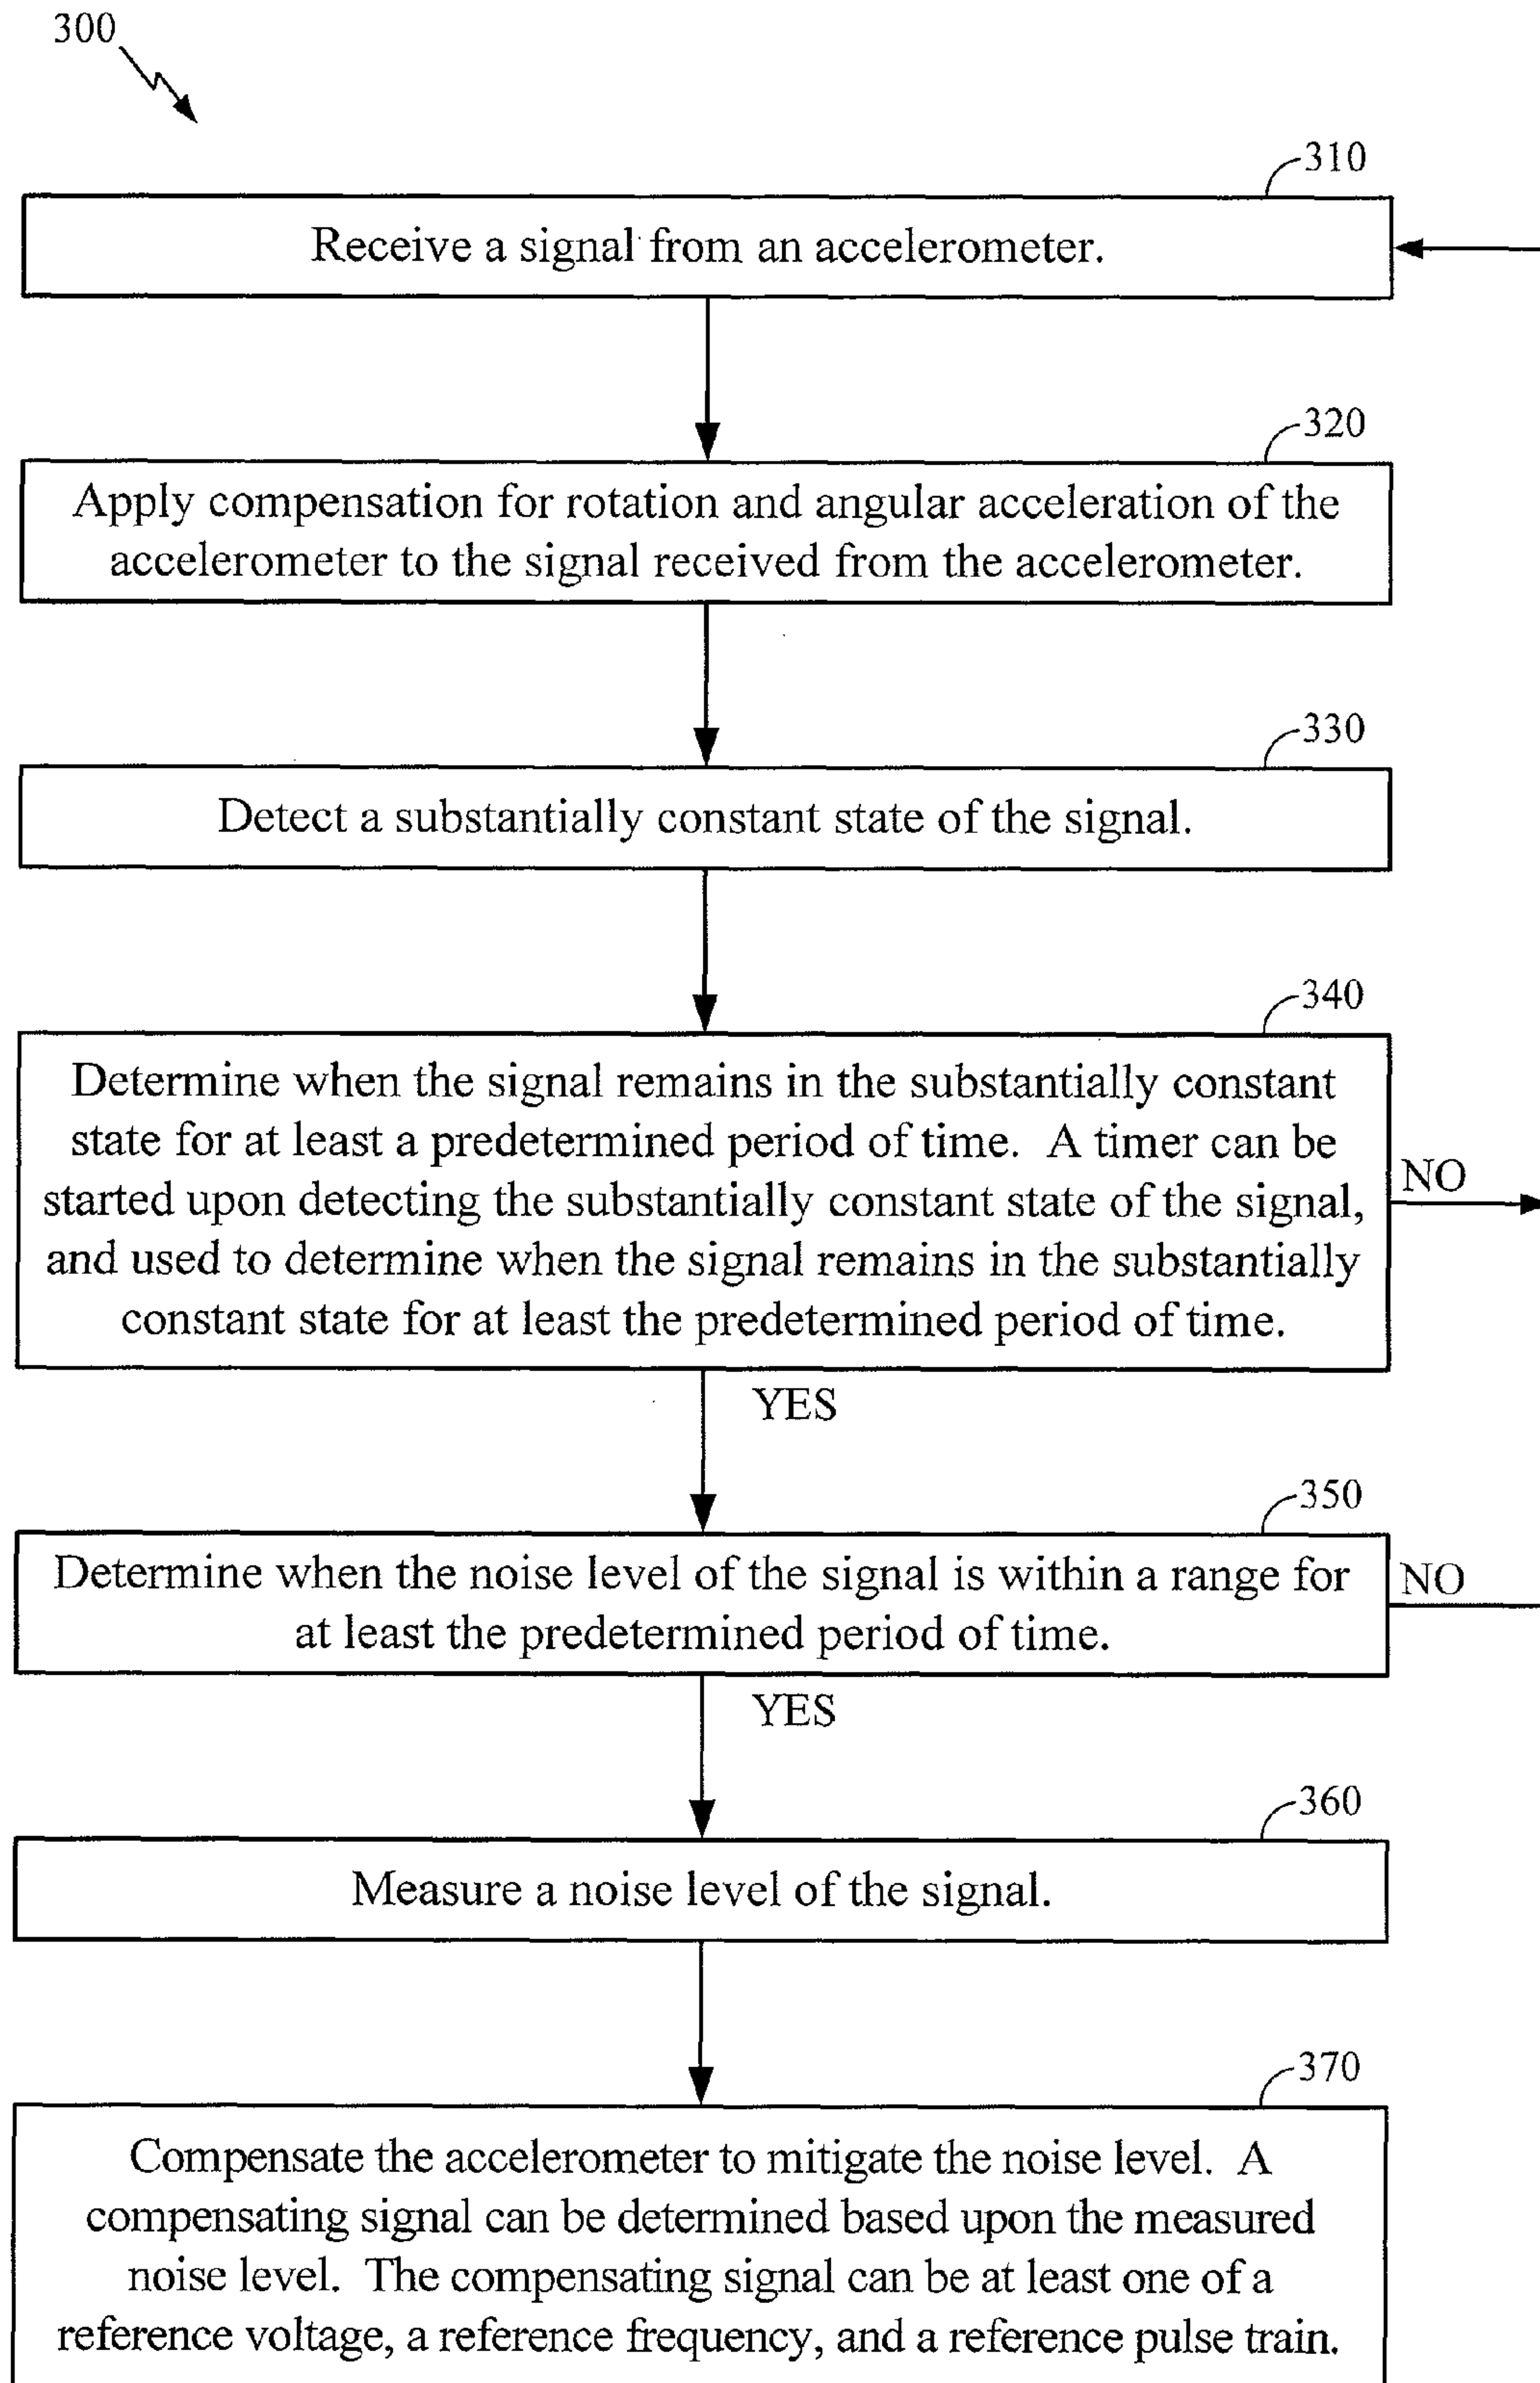 300
310
Receive a signal from an accelerometer.
320
Apply compensation for rotation and angular acceleration of the
accelerometer to the signal received from the accelerometer.
330
Detect a substantially constant state of the signal.
340
Determine when the signal remains in the substantially constant
state for at least a predetermined period of time. A timer can be
started upon detecting the substantially constant state of the signal,
and used to determine when the signal remains in the substantially
constant state for at least the predetermined period of time.
NO
YES
350
Determine when the noise level of the signal is within a range for
at least the predetermined period of time.
NO
YES
360
Measure a noise level of the signal.
370
Compensate the accelerometer to mitigate the noise level. A
compensating signal can be determined based upon the measured
noise level. The compensating signal can be at least one of a
reference voltage, a reference frequency, and a reference pulse train.